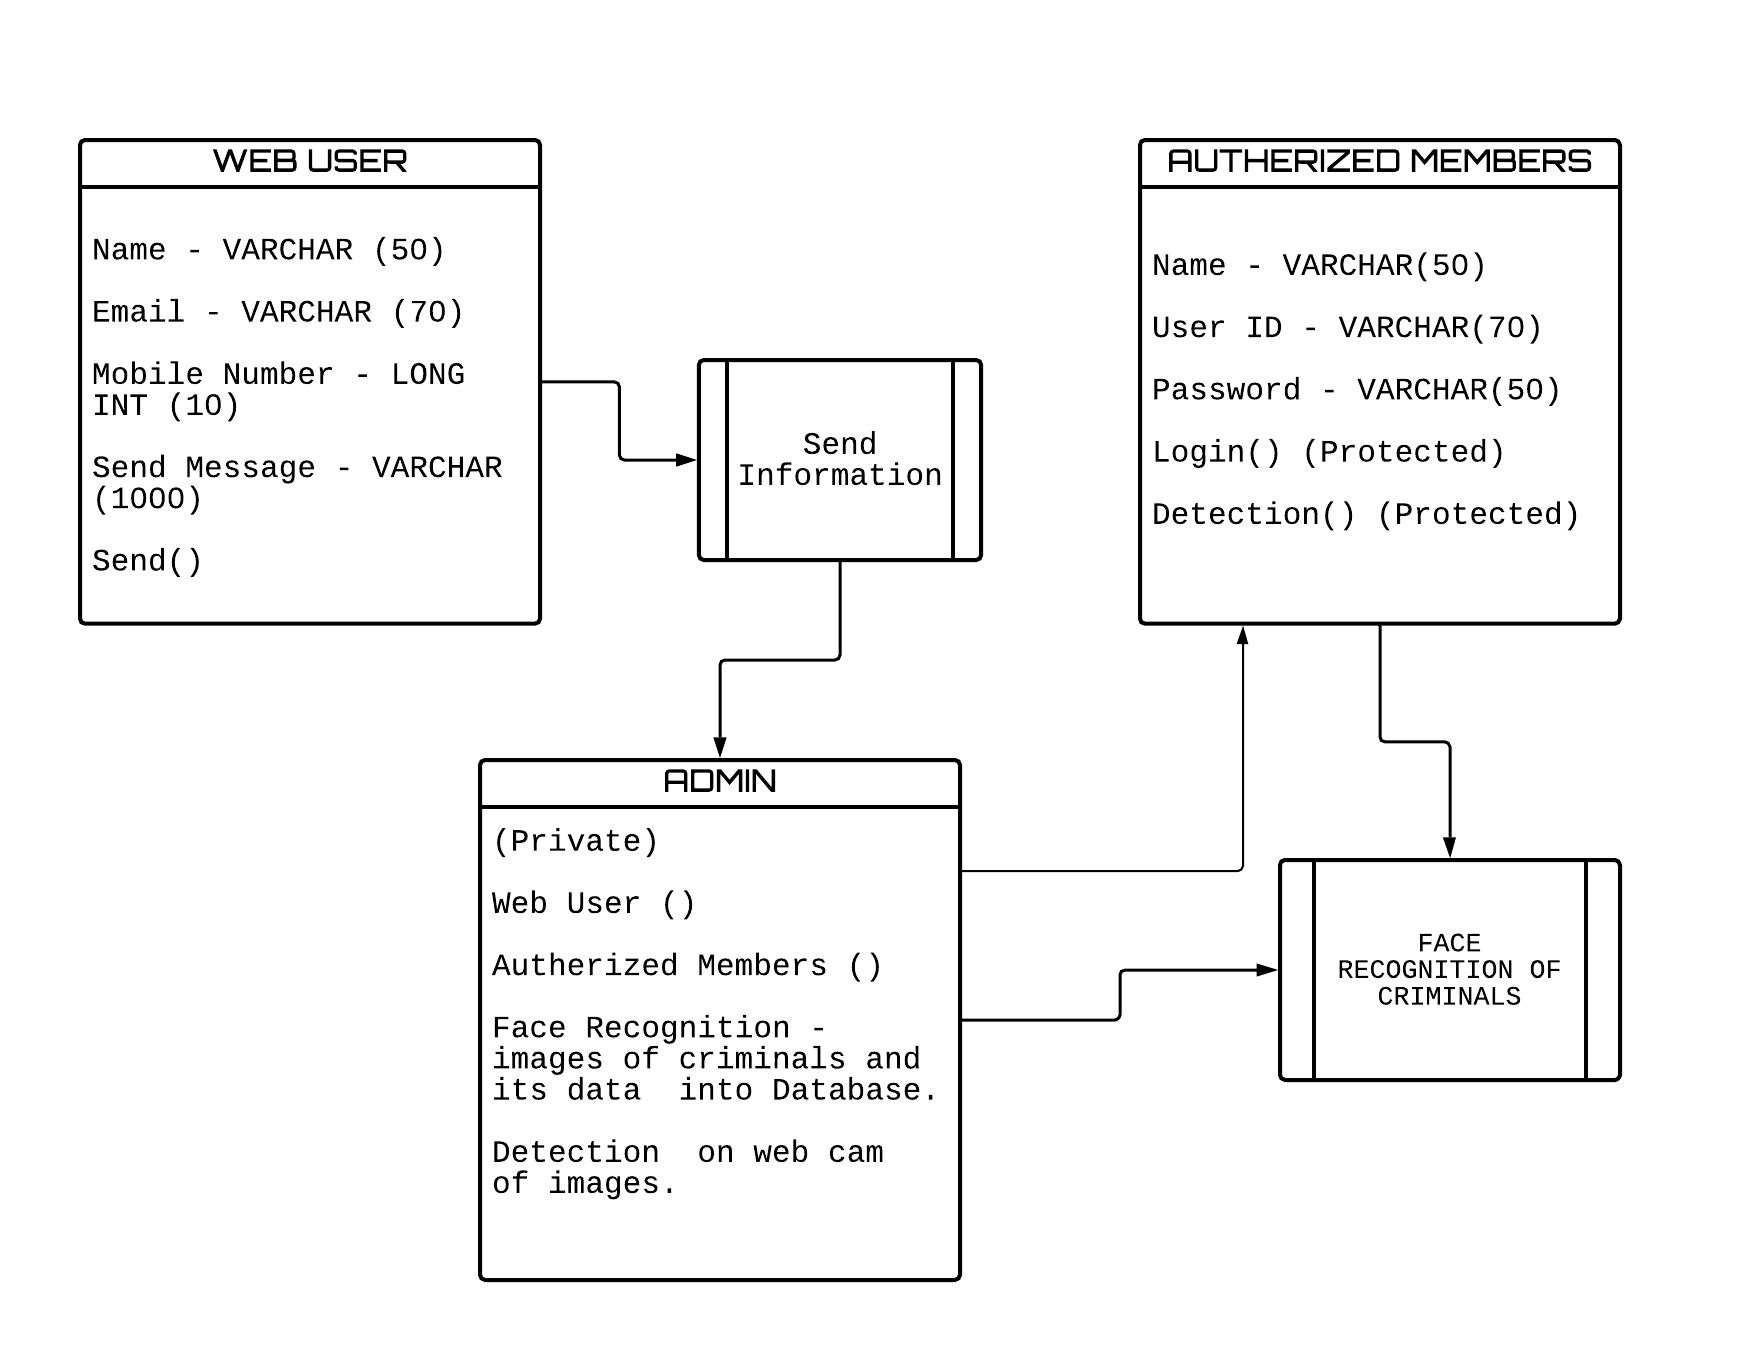 WEB USER
Name - VARCHAR (50)
Email - VARCHAR (70)
Mobile Number - LONG
INT (10)
Send Message - VARCHAR
(1000)
Send()
Send
Information
AUTHERIZED MEMBERS
Name - VARCHAR(50)
User ID - VARCHAR(70)
Password - VARCHAR(50)
Login() (Protected)
Detection() (Protected)
ADMIN
(Private)
Web User ()
Autherized Members ()
Face Recognition -
images of criminals and
its data  into Database.
Detection  on web cam
of images.
FACE
RECOGNITION OF
CRIMINALS